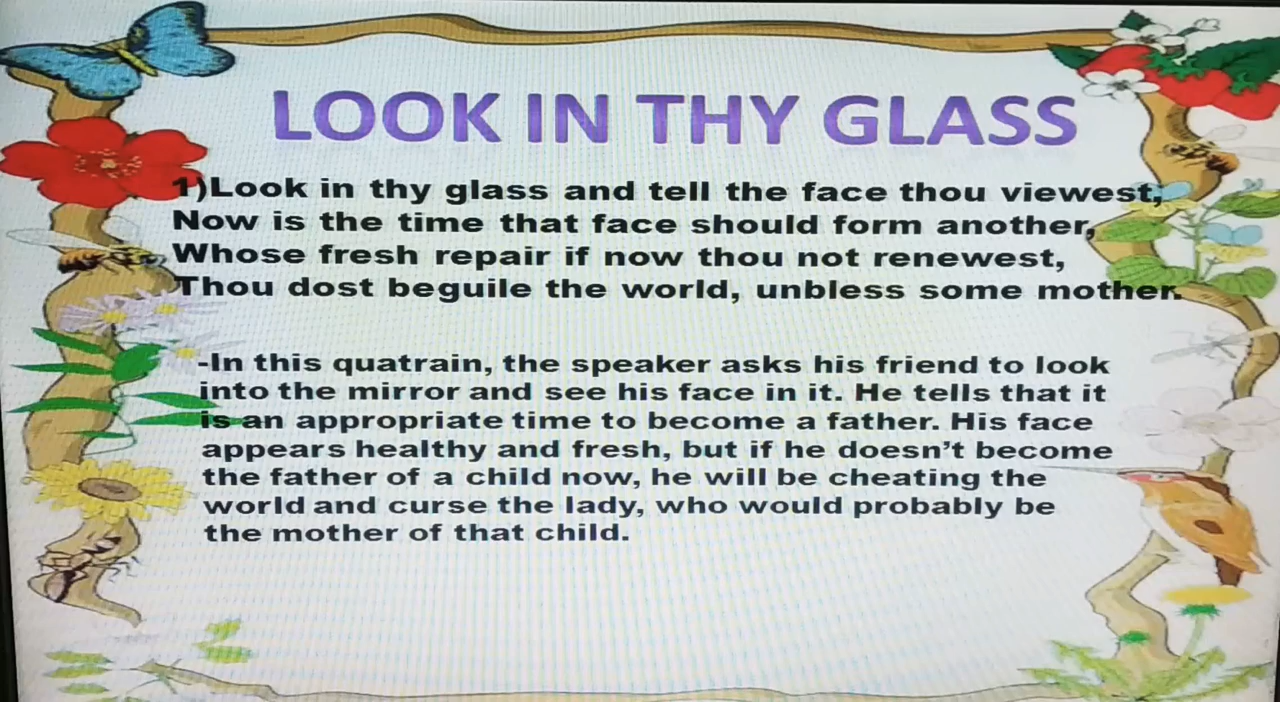 LOOK IN THY GLASS
1)Look in thy glass and tell the face thou viewest;
Now is the time that face should form another,
Whose fresh repair if now thou not renewest,
Thou dost beguile the world, unbless some mother.
-In this quatrain, the speaker asks his friend to look
into the mirror and see his face in it. He tells that it
is an appropriate time to become a father. His face
appears healthy and fresh, but if he doesn't become
the father of a child now, he will be cheating the
world and curse the lady, who would probably be
the mother of that child.